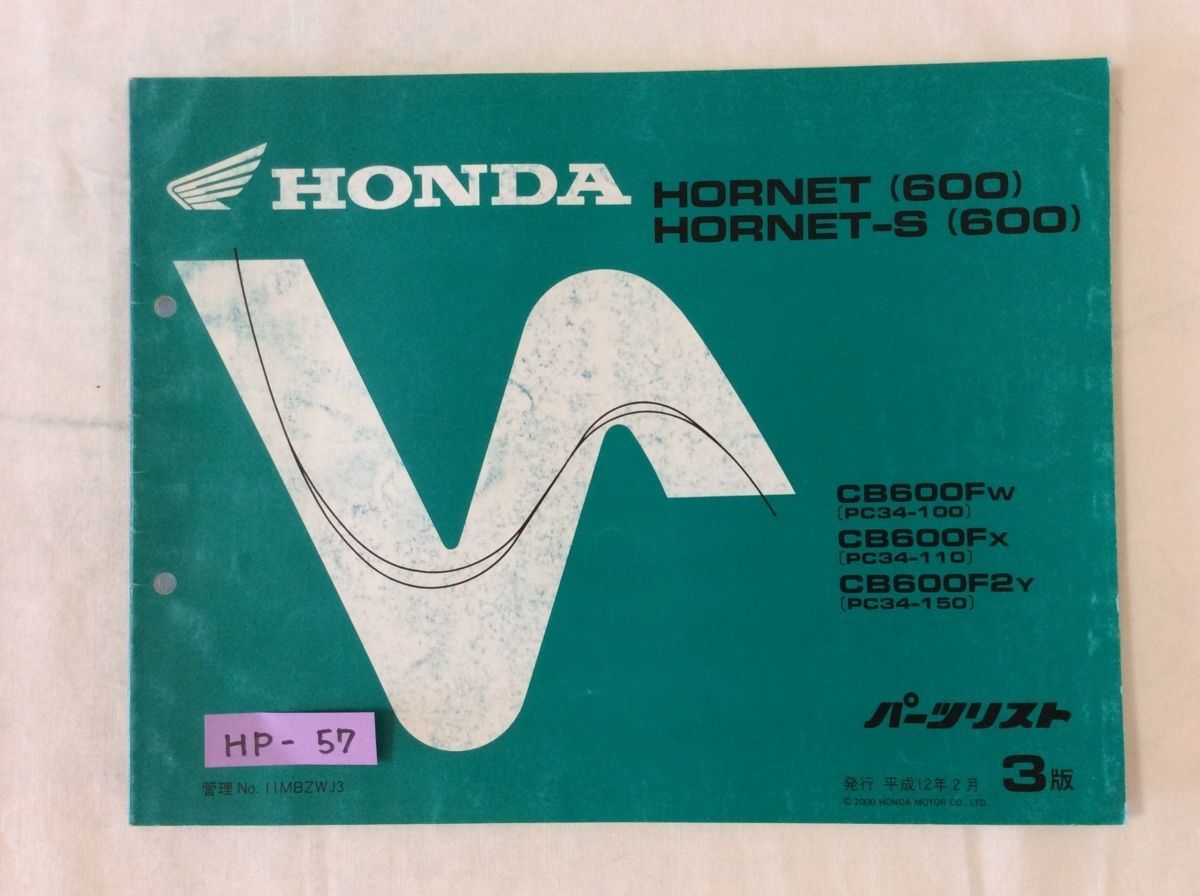 HONDA
HORNET (600)
HORNET-S (600)
CB600FW
[PC34-100]
CB600FX
[PC34-110]
CB600F2Y
[PC34-150]
パーツリスト
HP- 57
管理 No. 11MBZWJ3
発行 平成12年2月 3版
© 2000 HONDA MOTOR CO., LTD.